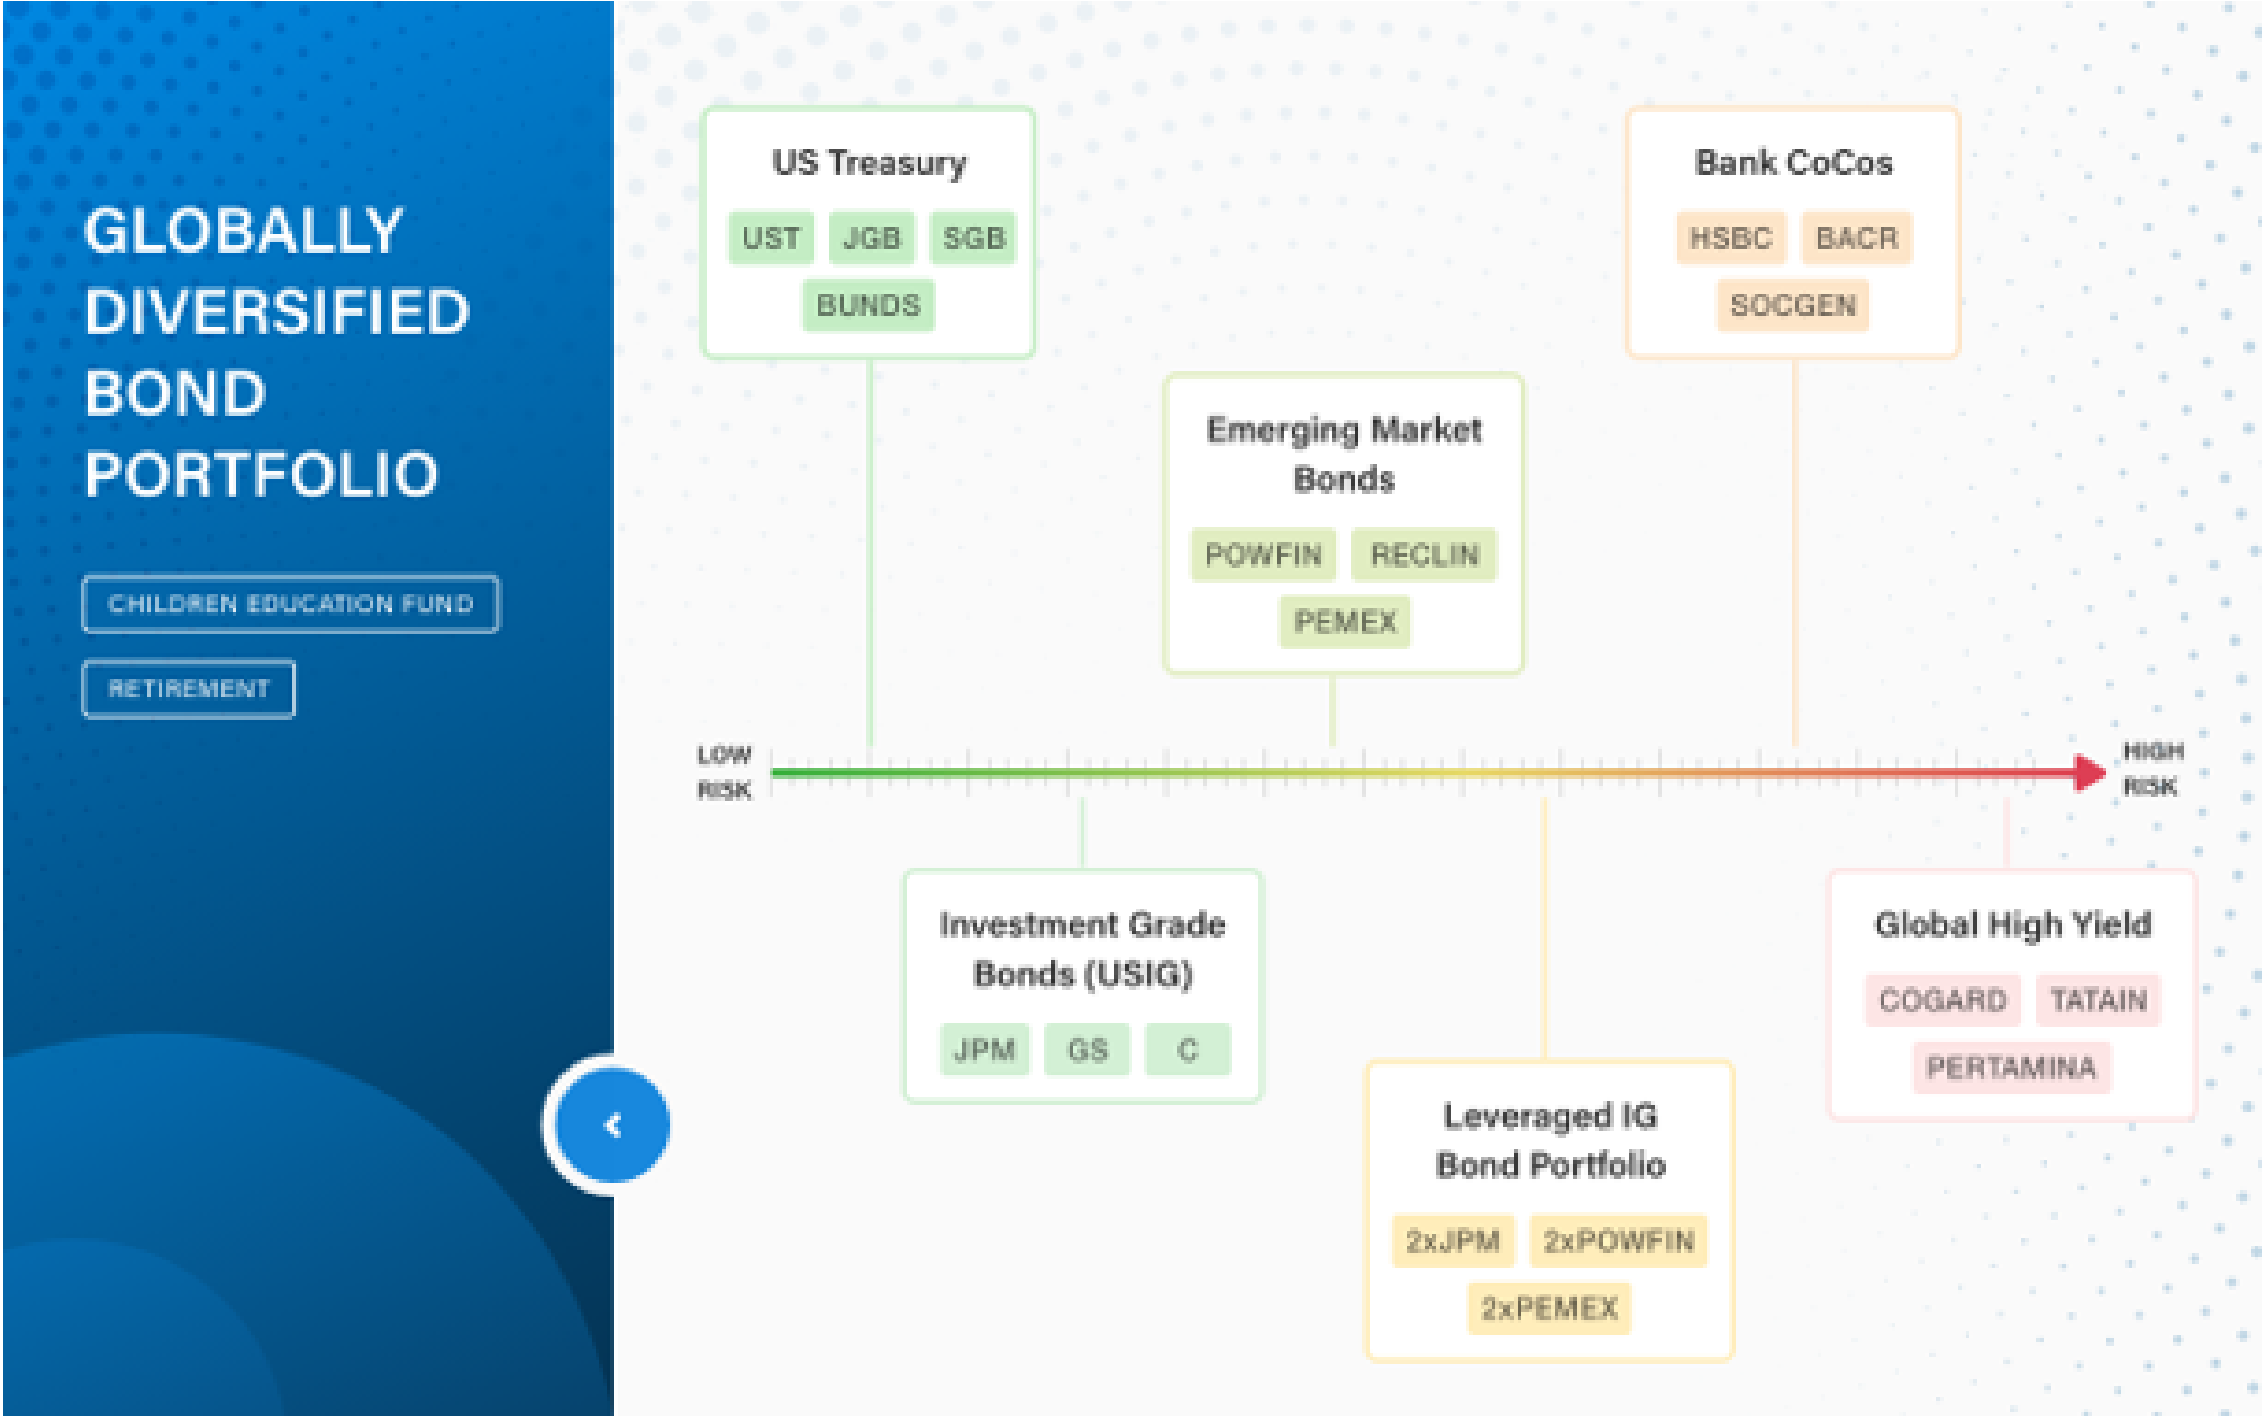 GLOBALLY
DIVERSIFIED
BOND
PORTFOLIO
CHILDREN EDUCATION FUND
RETIREMENT
US Treasury
UST JGB SGB
BUNDS
Bank CoCos
HSBC BACR
SOCGEN
Emerging Market
Bonds
POWFIN RECLIN
PEMEX
LOW
RISK
HIGH
RISK
Investment Grade
Bonds (USIG)
JPM GS C
Global High Yield
COGARD TATAIN
PERTAMINA
Leveraged IG
Bond Portfolio
2xJPM 2xPOWFIN
2xPEMEX